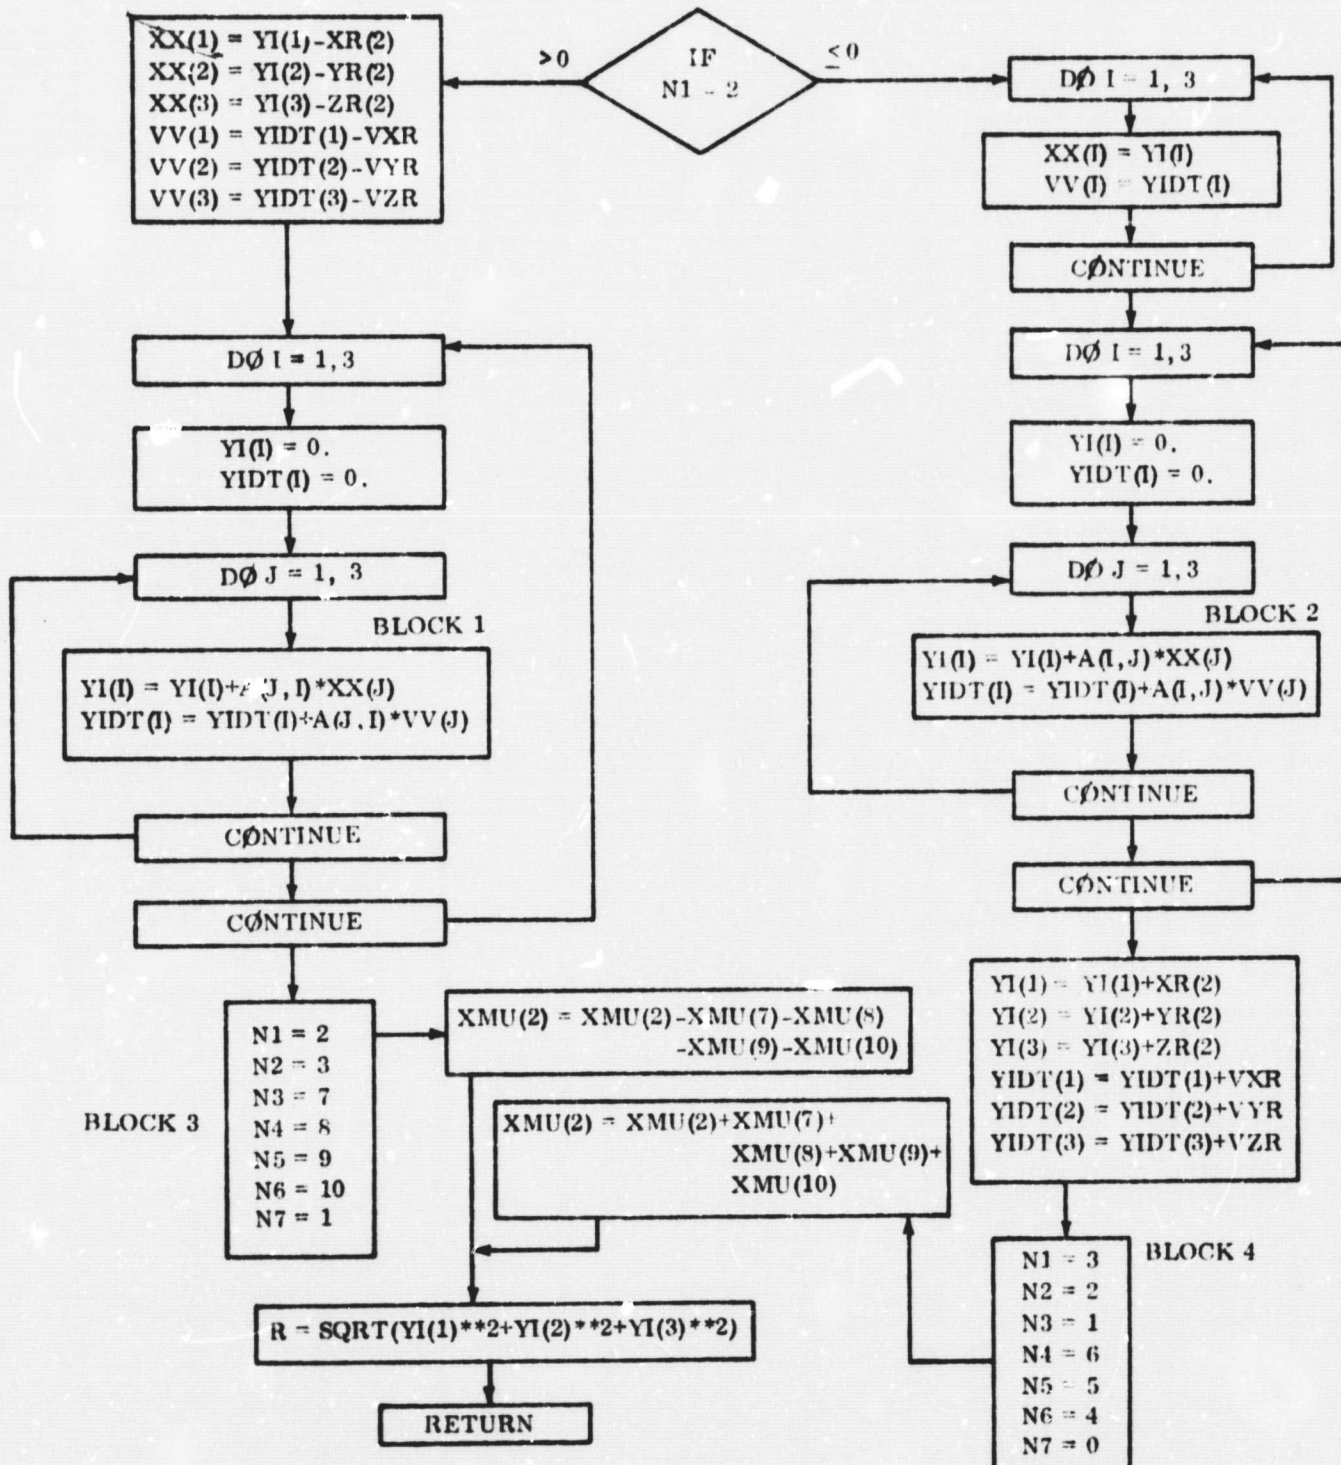 IF
N1 - 2
>0
≤0
XX(1) = YI(1)-XR(2)
XX(2) = YI(2)-YR(2)
XX(3) = YI(3)-ZR(2)
VV(1) = YIDT(1)-VXR
VV(2) = YIDT(2)-VYR
VV(3) = YIDT(3)-VZR
DØ I = 1,3
YI(I) = 0.
YIDT(I) = 0.
DØ J = 1, 3
BLOCK 1
YI(I) = YI(I)+A(J,I)*XX(J)
YIDT(I) = YIDT(I)+A(J,I)*VV(J)
CØNTINUE
CØNTINUE
BLOCK 3
N1 = 2
N2 = 3
N3 = 7
N4 = 8
N5 = 9
N6 = 10
N7 = 1
XMU(2) = XMU(2)-XMU(7)-XMU(8)
-XMU(9)-XMU(10)
DØ I = 1, 3
XX(I) = YI(I)
VV(I) = YIDT(I)
CØNTINUE
DØ I = 1,3
YI(I) = 0.
YIDT(I) = 0.
DØ J = 1,3
BLOCK 2
YI(I) = YI(I)+A(I,J)*XX(J)
YIDT(I) = YIDT(I)+A(I,J)*VV(J)
CØNTINUE
CØNTINUE
YI(1) = YI(1)+XR(2)
YI(2) = YI(2)+YR(2)
YI(3) = YI(3)+ZR(2)
YIDT(1) = YIDT(1)+VXR
YIDT(2) = YIDT(2)+VYR
YIDT(3) = YIDT(3)+VZR
BLOCK 4
N1 = 3
N2 = 2
N3 = 1
N4 = 6
N5 = 5
N6 = 4
N7 = 0
XMU(2) = XMU(2)+XMU(7)+
XMU(8)+XMU(9)+
XMU(10)
R = SQRT(YI(1)**2+YI(2)**2+YI(3)**2)
RETURN